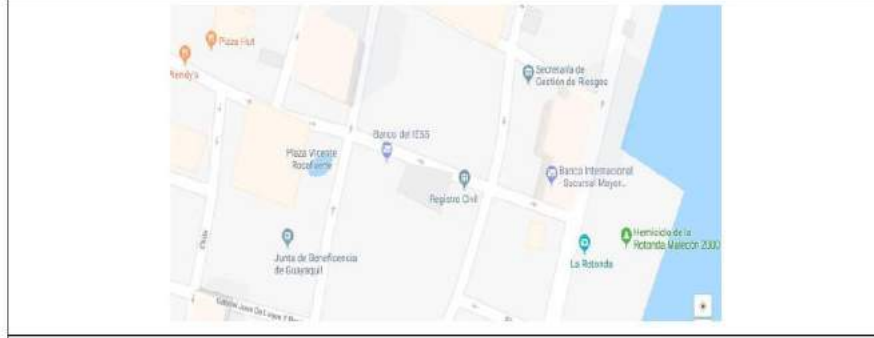 Pizza Hut
Wendy's
Secretaría de
Gestión de Riesgos
Banco del IESS
Plaza Vicente
Rocafuerte
Banco Internacional
Sucursal Mayor...
Registro Civil
Hemiciclo de la
Rotonda Malecón 2000
La Rotonda
Junta de Beneficencia
de Guayaquil
Chile